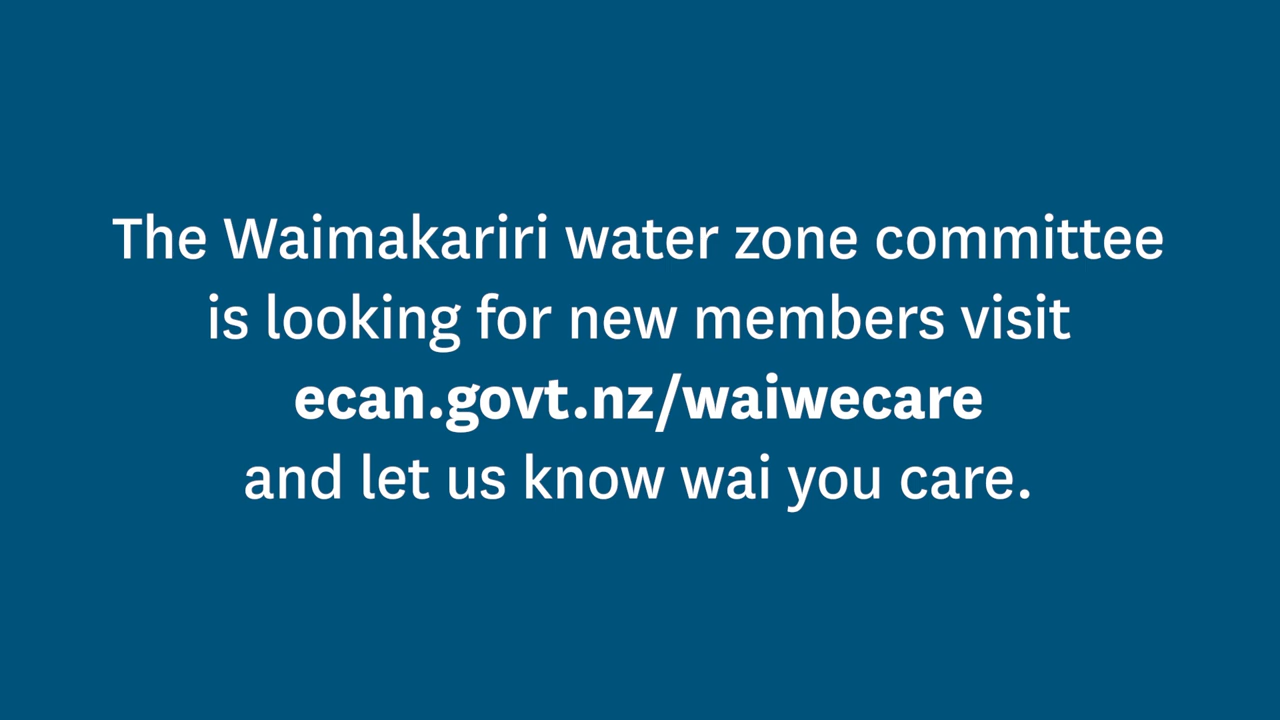 The Waimakariri water zone committee
is looking for new members visit
ecan.govt.nz/waiwecare
and let us know wai you care.